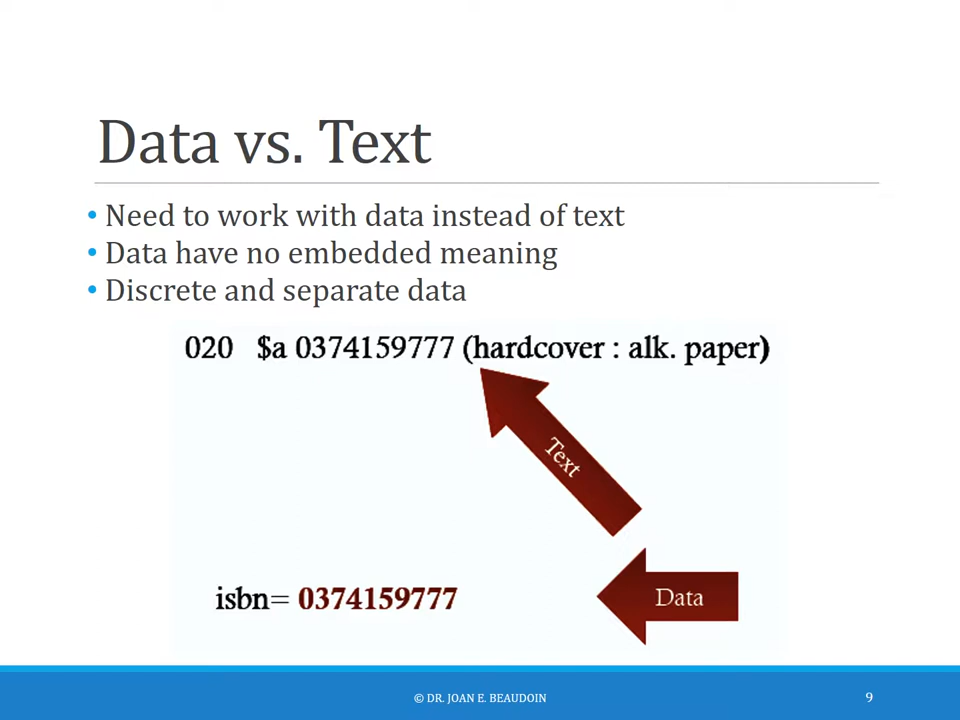 Data vs. Text
• Need to work with data instead of text
• Data have no embedded meaning
• Discrete and separate data
020 $a 0374159777 (hardcover : alk. paper)
Text
isbn= 0374159777
Data
© DR. JOAN E. BEAUDOIN
9